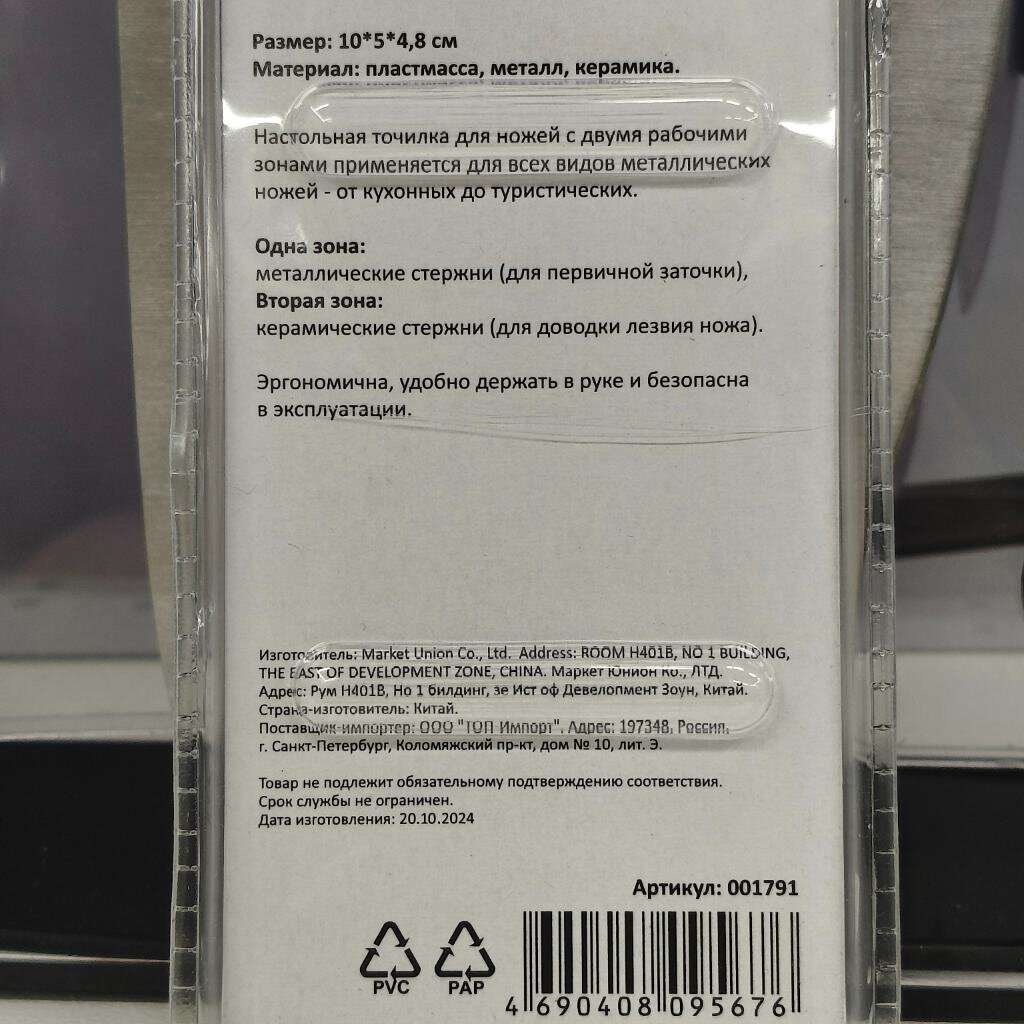 Размер: 10*5*4,8 см
Материал: пластмасса, металл, керамика.
Настольная точилка для ножей с двумя рабочими
зонами применяется для всех видов металлических
ножей - от кухонных до туристических.
Одна зона:
металлические стержни (для первичной заточки),
Вторая зона:
керамические стержни (для доводки лезвия ножа).
Эргономична, удобно держать в руке и безопасна
в эксплуатации.
Изготовитель: Market Union Co., Ltd. Address: ROOM H401B, NO 1 BUILDING,
THE EAST OF DEVELOPMENT ZONE, CHINA. Маркет Юнион Ко., ЛТД.
Адрес: Рум H401B, Но 1 билдинг, зе Ист оф Девелопмент Зоун, Китай.
Страна-изготовитель: Китай.
Поставщик-импортер: ООО "ТОП Импорт". Адрес: 197348, Россия,
г. Санкт-Петербург, Коломяжский пр-кт, дом № 10, лит. Э.
Товар не подлежит обязательному подтверждению соответствия.
Срок службы не ограничен.
Дата изготовления: 20.10.2024
Артикул: 001791
PVC PAP
4 690408 095676